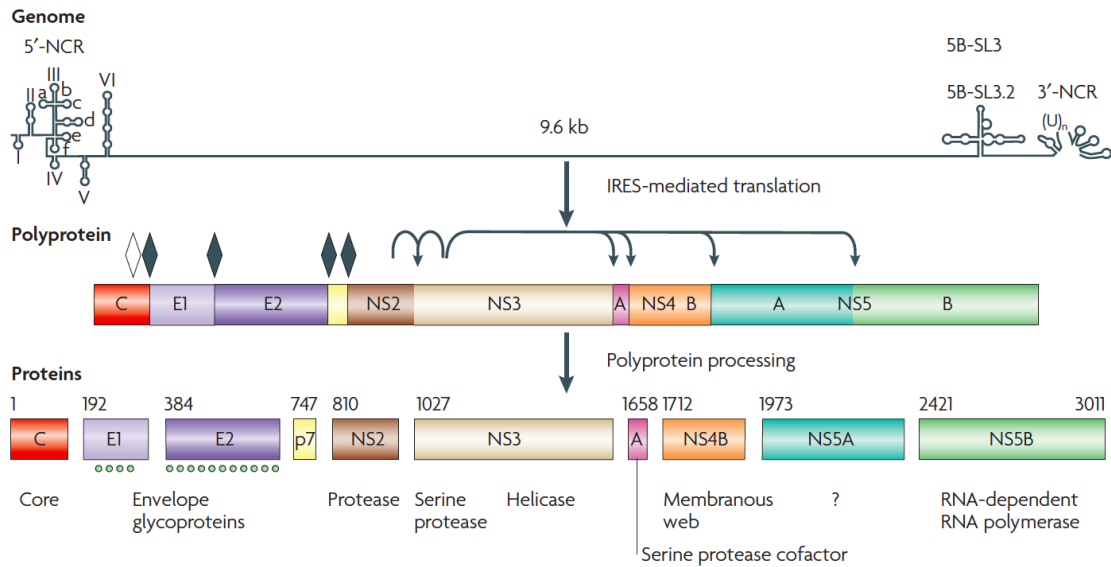 Genome
5′-NCR
5B-SL3
III
VI
II
a
b
c
d
e
f
I
IV
V
9.6 kb
5B-SL3.2
3′-NCR
(U)n
IRES-mediated translation
Polyprotein
C E1 E2 NS2 NS3 A NS4 B A NS5 B
Polyprotein processing
Proteins
1 192 384 747 810 1027 1658 1712 1973 2421 3011
C E1 E2 p7 NS2 NS3 A NS4B NS5A NS5B
Core
Envelope
glycoproteins
Protease
Serine
protease
Helicase
Membranous
web
?
RNA-dependent
RNA polymerase
Serine protease cofactor